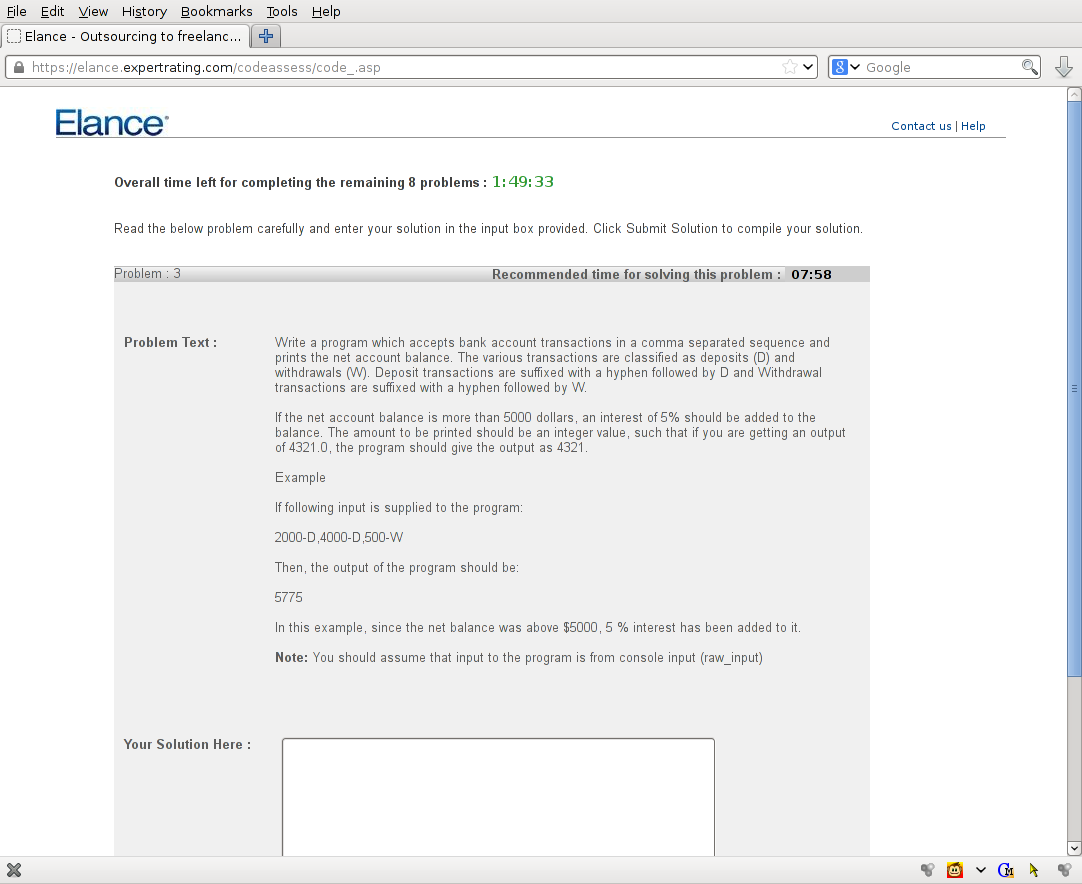 File Edit View History Bookmarks Tools Help
Elance - Outsourcing to freelanc...
https://elance.expertrating.com/codeassess/code_.asp
Google
Elance
Contact us | Help
Overall time left for completing the remaining 8 problems : 1:49:33
Read the below problem carefully and enter your solution in the input box provided. Click Submit Solution to compile your solution.
Problem : 3 Recommended time for solving this problem : 07:58
Problem Text :
Write a program which accepts bank account transactions in a comma separated sequence and
prints the net account balance. The various transactions are classified as deposits (D) and
withdrawals (W). Deposit transactions are suffixed with a hyphen followed by D and Withdrawal
transactions are suffixed with a hyphen followed by W.
If the net account balance is more than 5000 dollars, an interest of 5% should be added to the
balance. The amount to be printed should be an integer value, such that if you are getting an output
of 4321.0, the program should give the output as 4321.
Example
If following input is supplied to the program:
2000-D,4000-D,500-W
Then, the output of the program should be:
5775
In this example, since the net balance was above $5000, 5 % interest has been added to it.
Note: You should assume that input to the program is from console input (raw_input)
Your Solution Here :